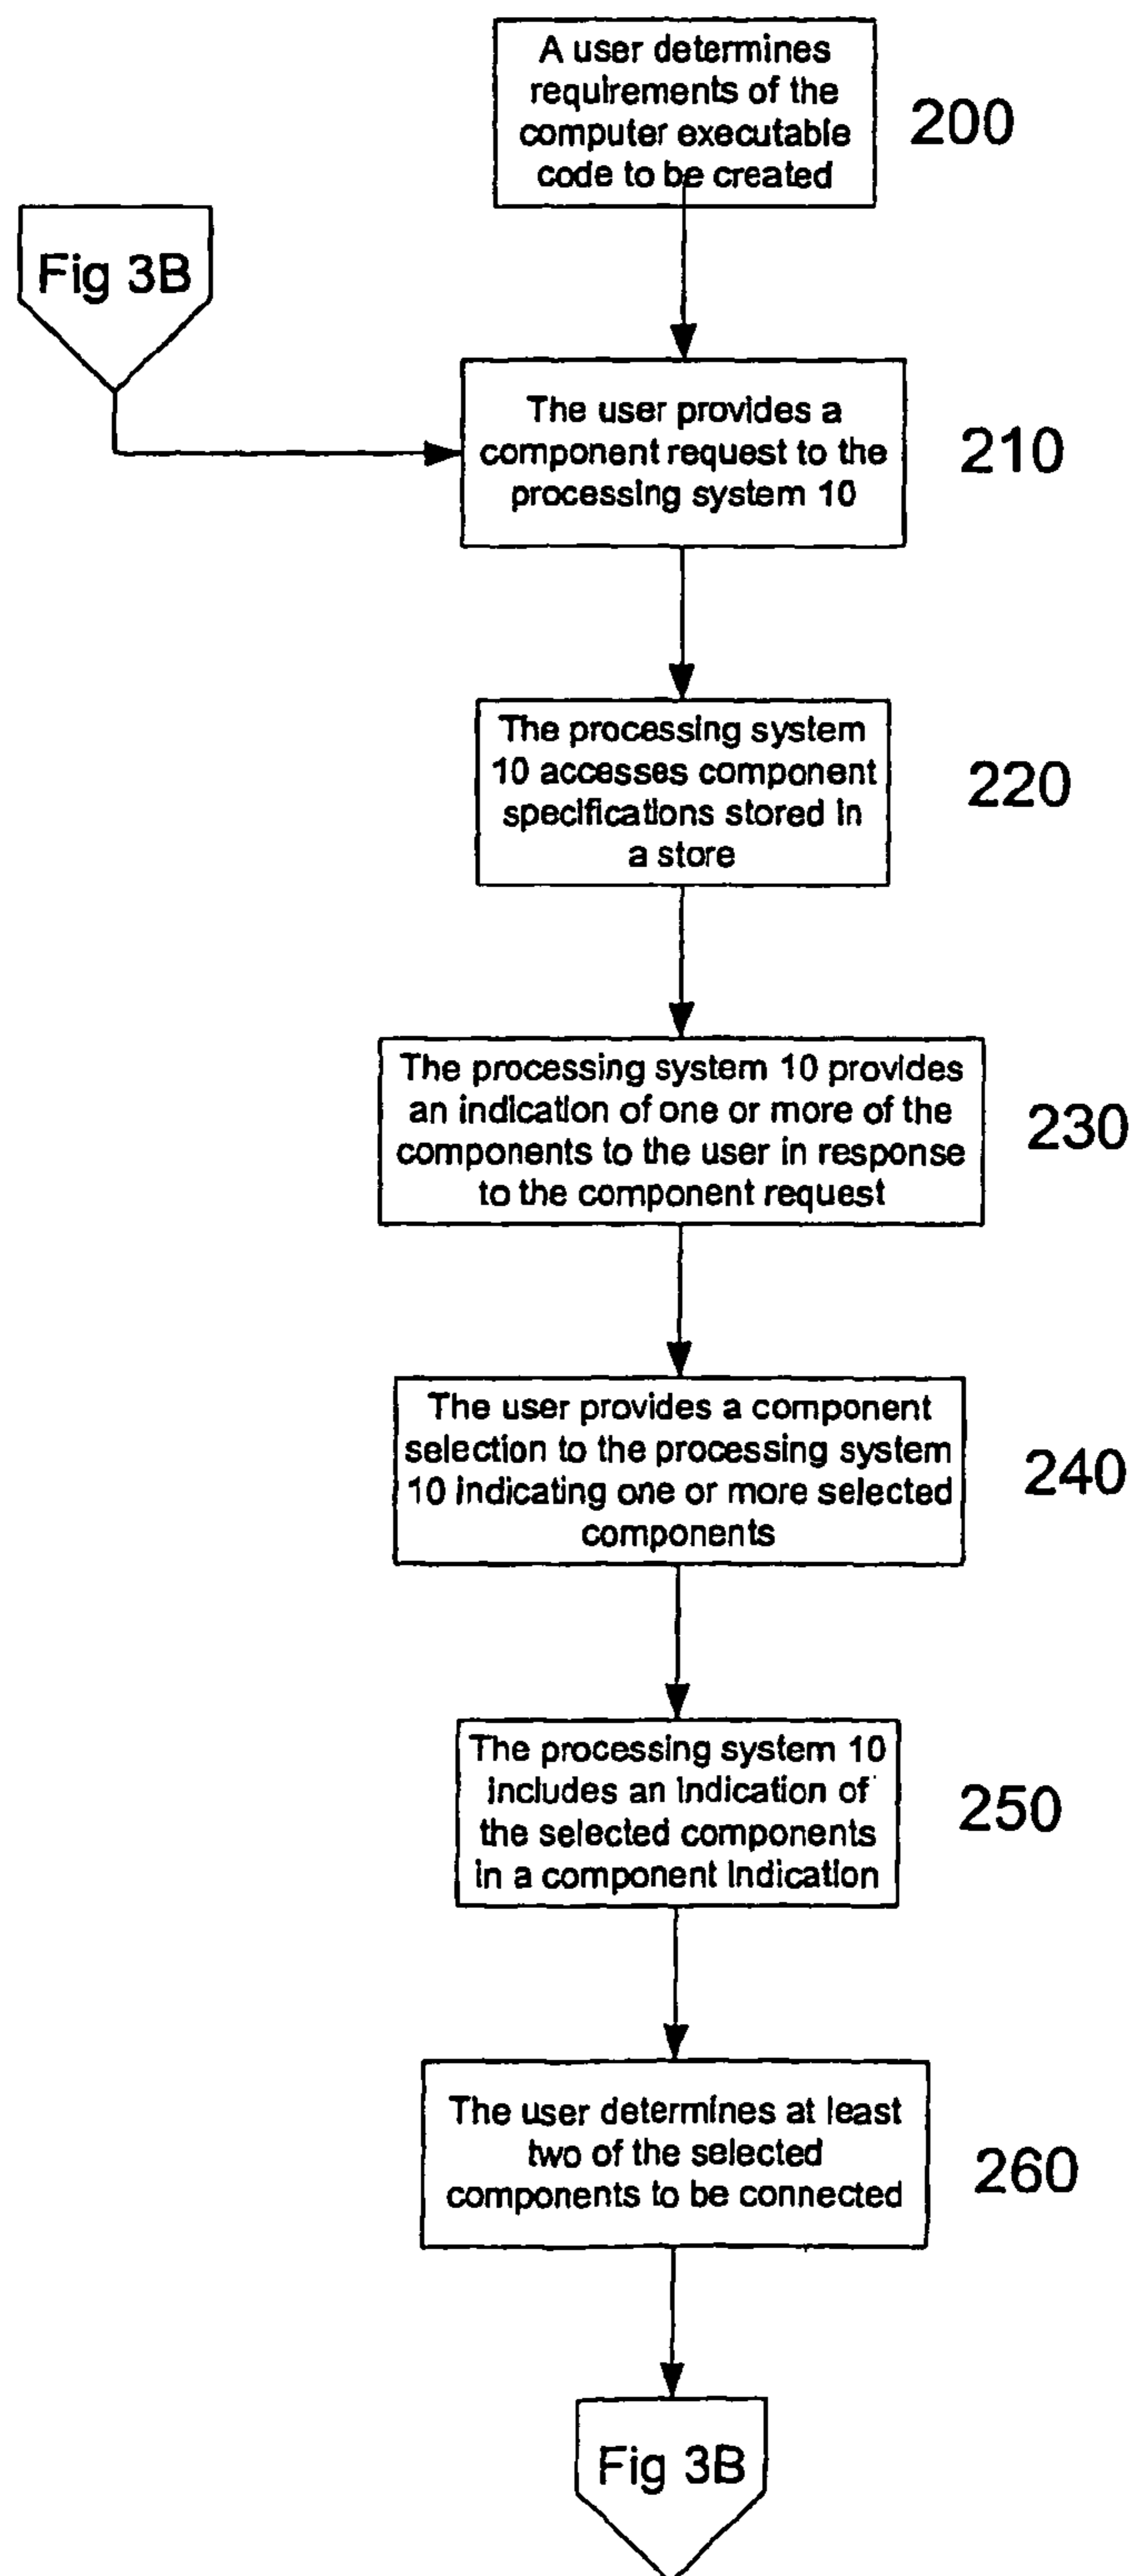 A user determines
requirements of the
computer executable
code to be created
200
Fig 3B
The user provides a
component request to the
processing system 10
210
The processing system
10 accesses component
specifications stored in
a store
220
The processing system 10 provides
an indication of one or more of the
components to the user in response
to the component request
230
The user provides a component
selection to the processing system
10 indicating one or more selected
components
240
The processing system 10
includes an indication of
the selected components
in a component indication
250
The user determines at least
two of the selected
components to be connected
260
Fig 3B